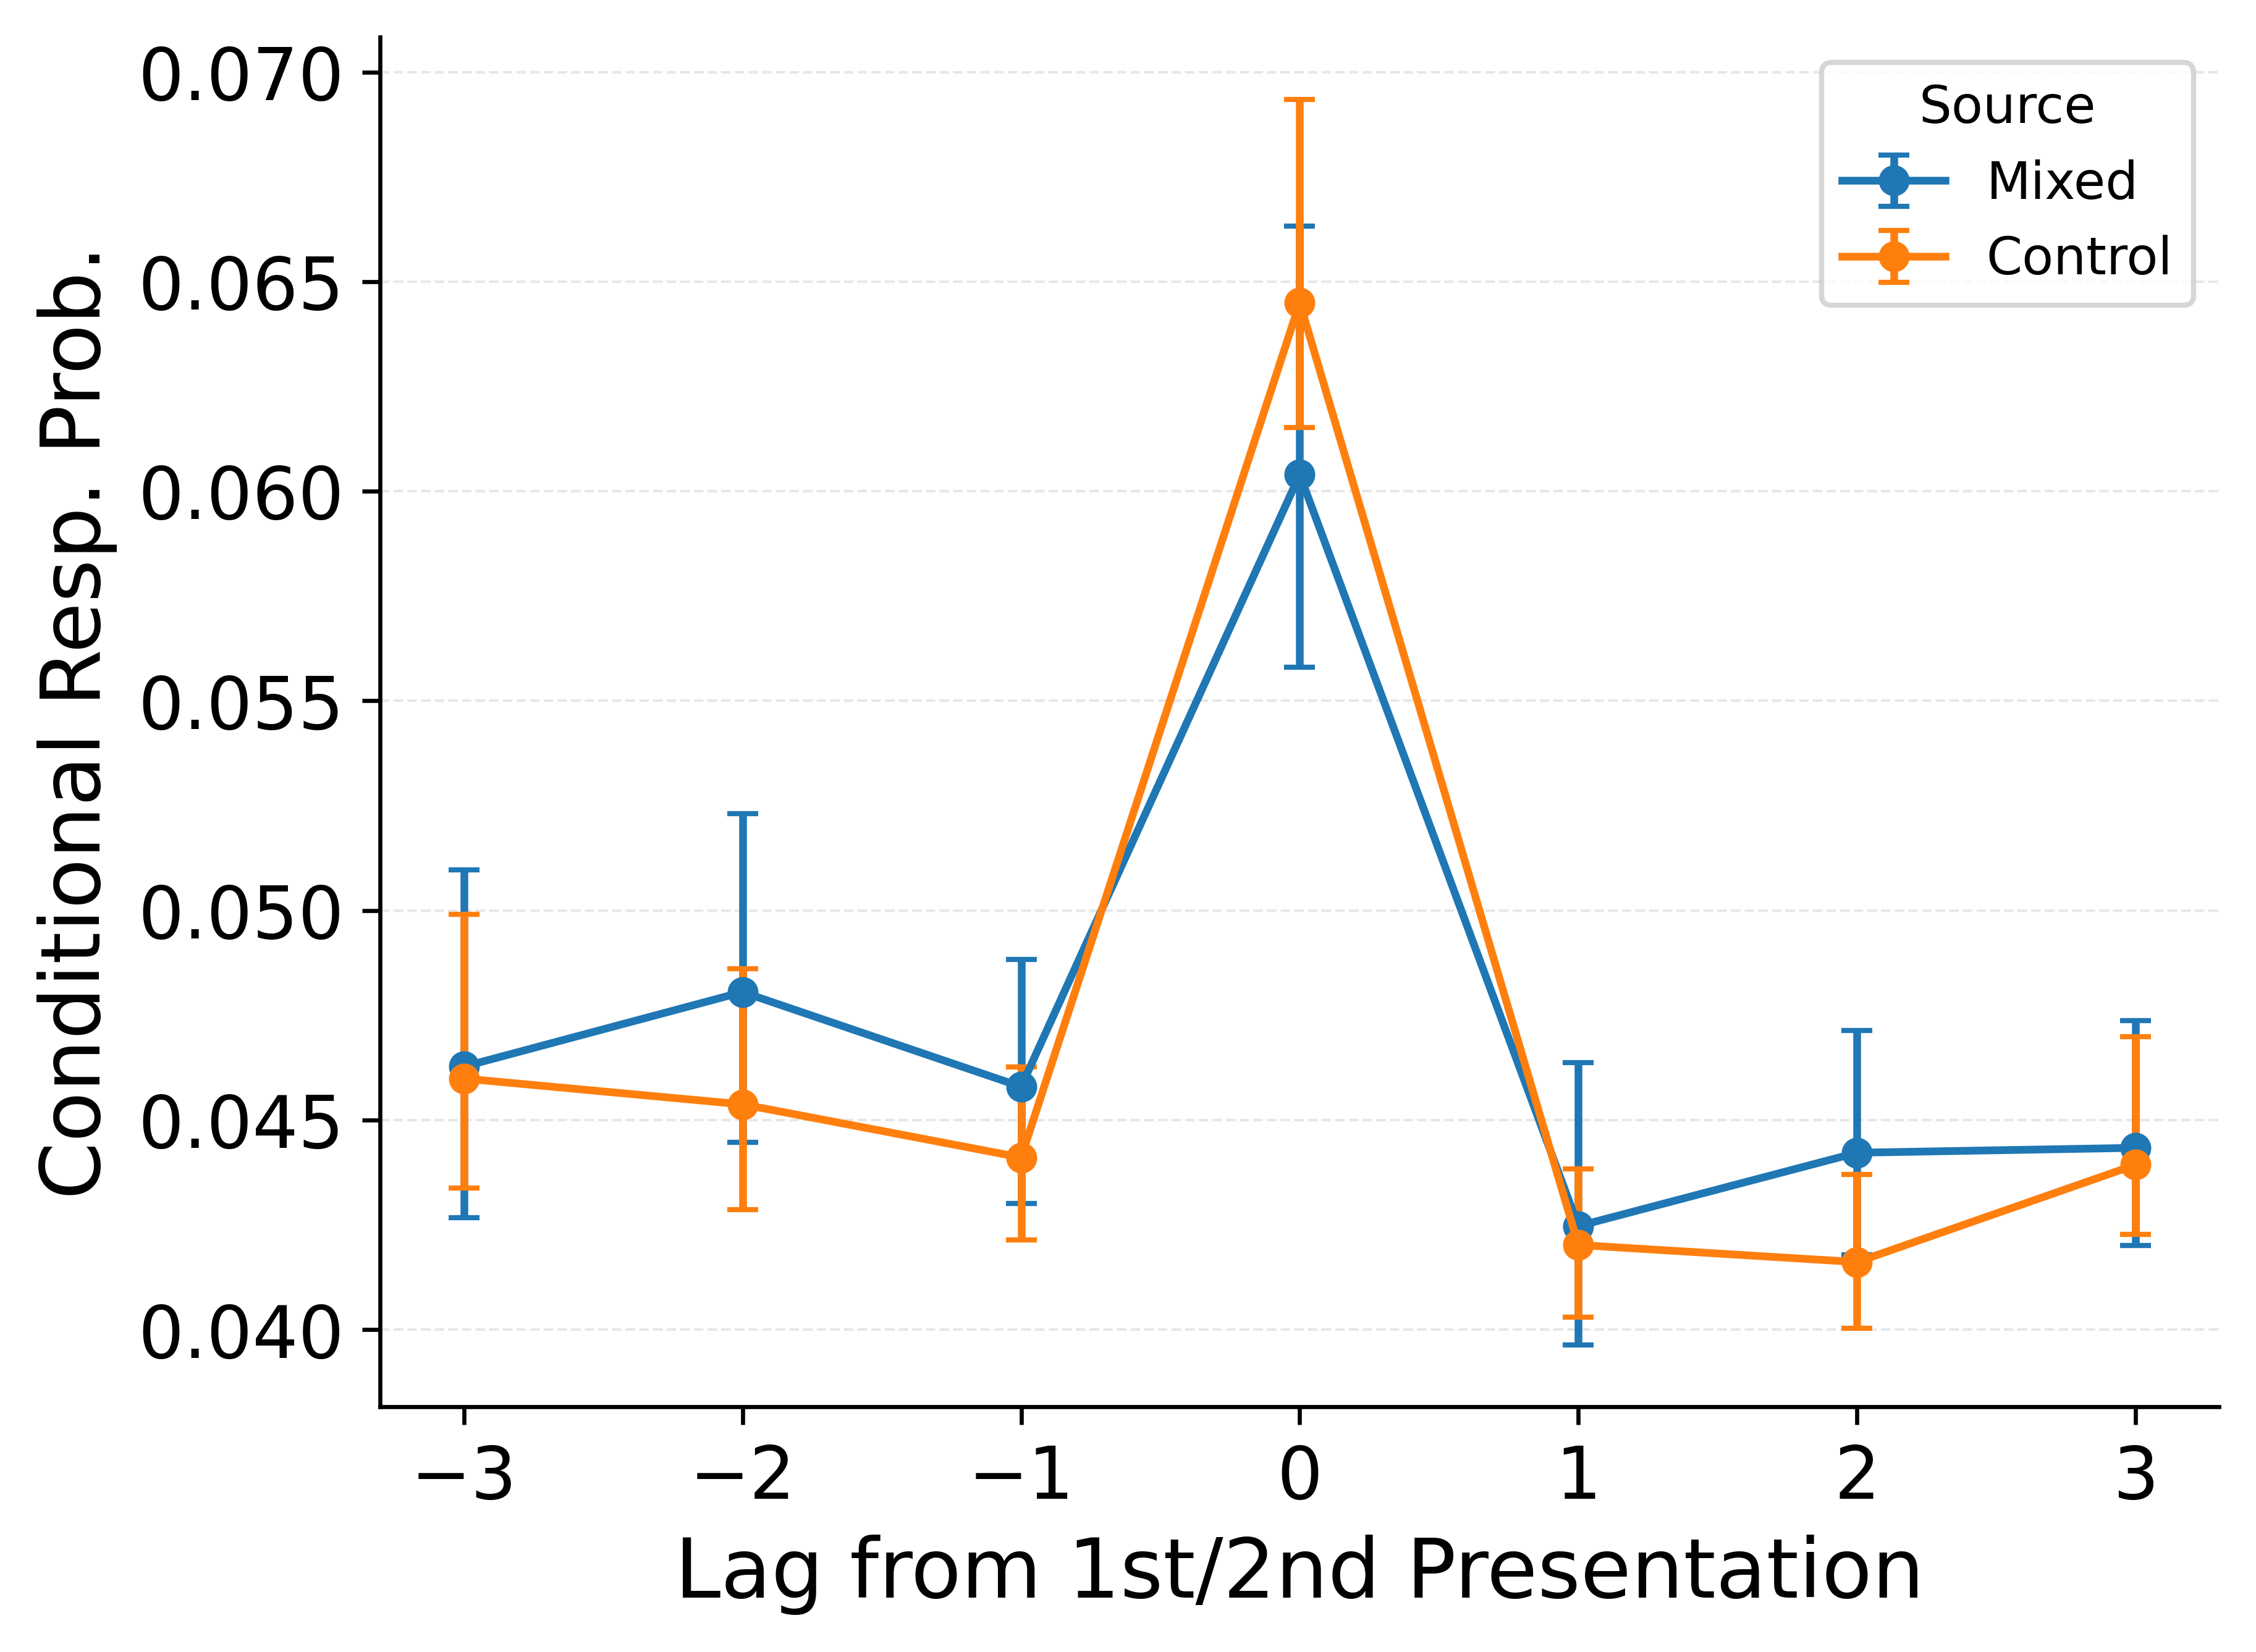 Conditional Resp. Prob.
0.070
0.065
0.060
0.055
0.050
0.045
0.040
Source
Mixed
Control
−3 −2 −1 0 1 2 3
Lag from 1st/2nd Presentation